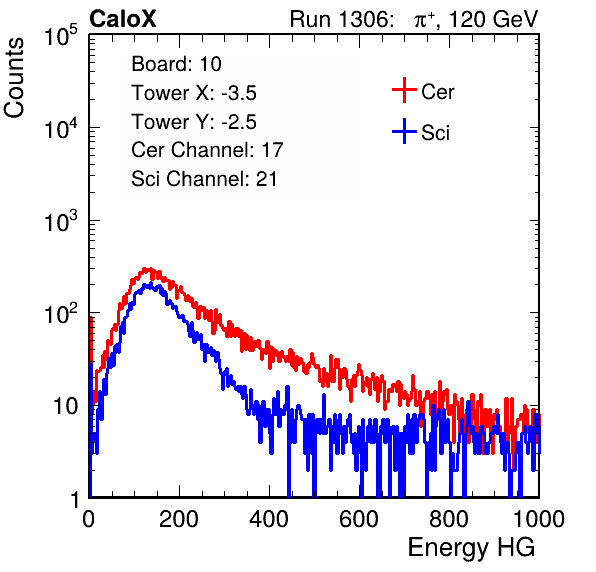 CaloX Run 1306: π⁺, 120 GeV
Counts
10⁵
10⁴
10³
10²
10
1
Board: 10
Tower X: -3.5
Tower Y: -2.5
Cer Channel: 17
Sci Channel: 21
Cer
Sci
0 200 400 600 800 1000
Energy HG